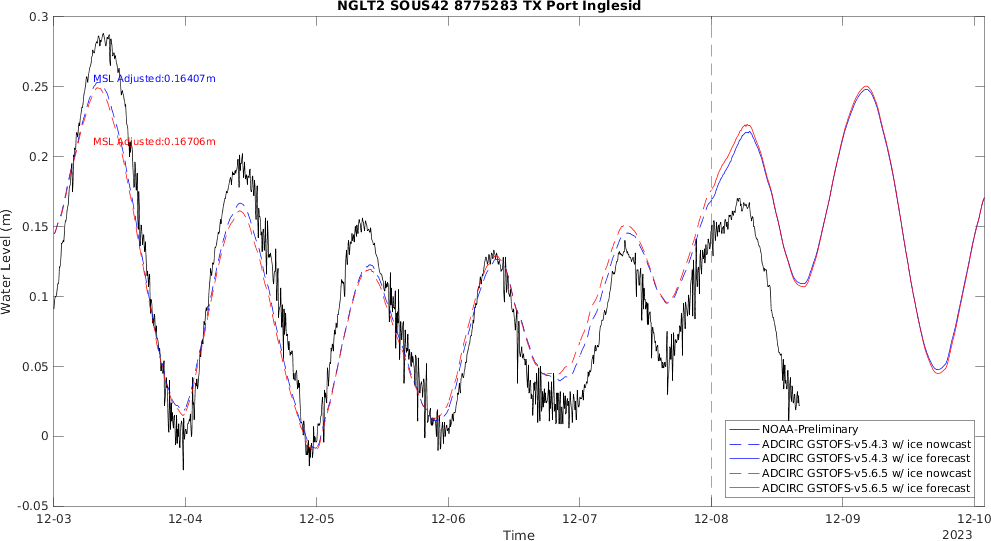 NGLT2 SOUS42 8775283 TX Port Inglesid
0.3
MSL Adjusted:0.16407m
0.25
MSL Adjusted:0.16706m
0.2
0.15
Water Level (m)
0.1
0.05
0
-0.05
NOAA-Preliminary
ADCIRC GSTOFS-v5.4.3 w/ ice nowcast
ADCIRC GSTOFS-v5.4.3 w/ ice forecast
ADCIRC GSTOFS-v5.6.5 w/ ice nowcast
ADCIRC GSTOFS-v5.6.5 w/ ice forecast
12-03 12-04 12-05 12-06 12-07 12-08 12-09 12-10
Time
2023